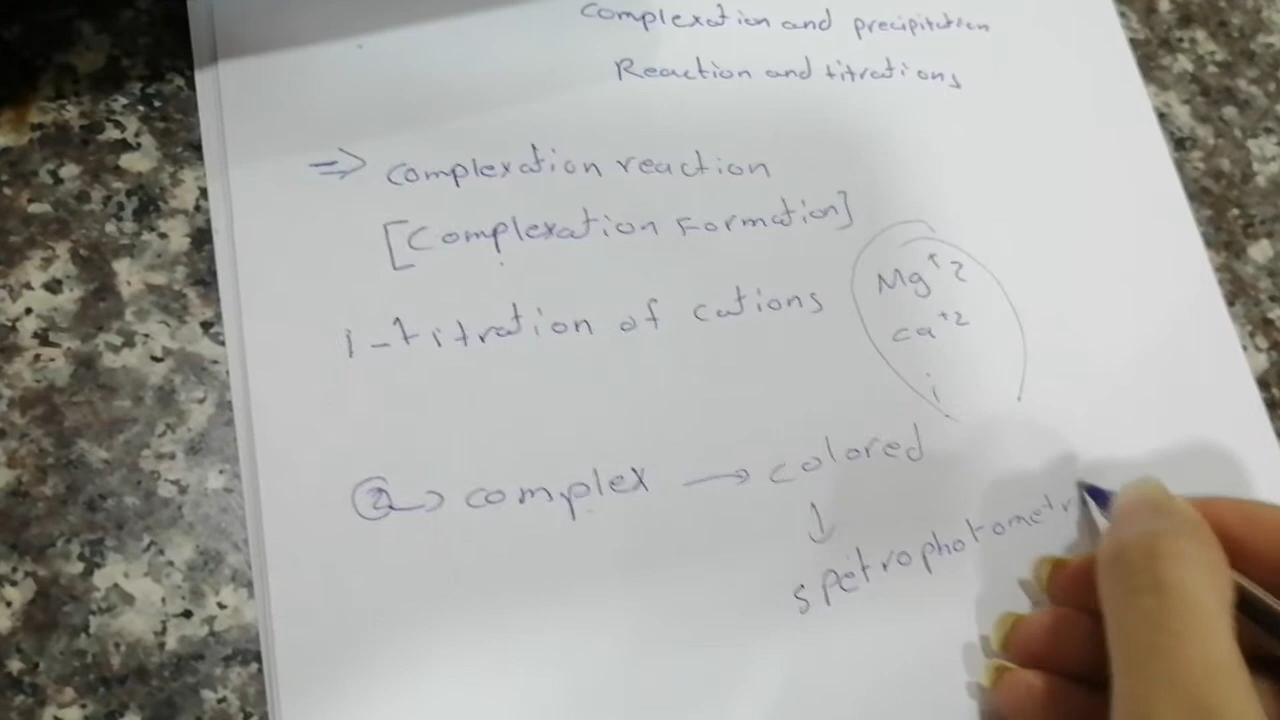 Complexation and precipitation
Reaction and titrations
=> complexation reaction
[Complexation Formation]
1-titration of cations
Mg+2
ca+2
i
2 → complex → colored
↓
spetrophotometr